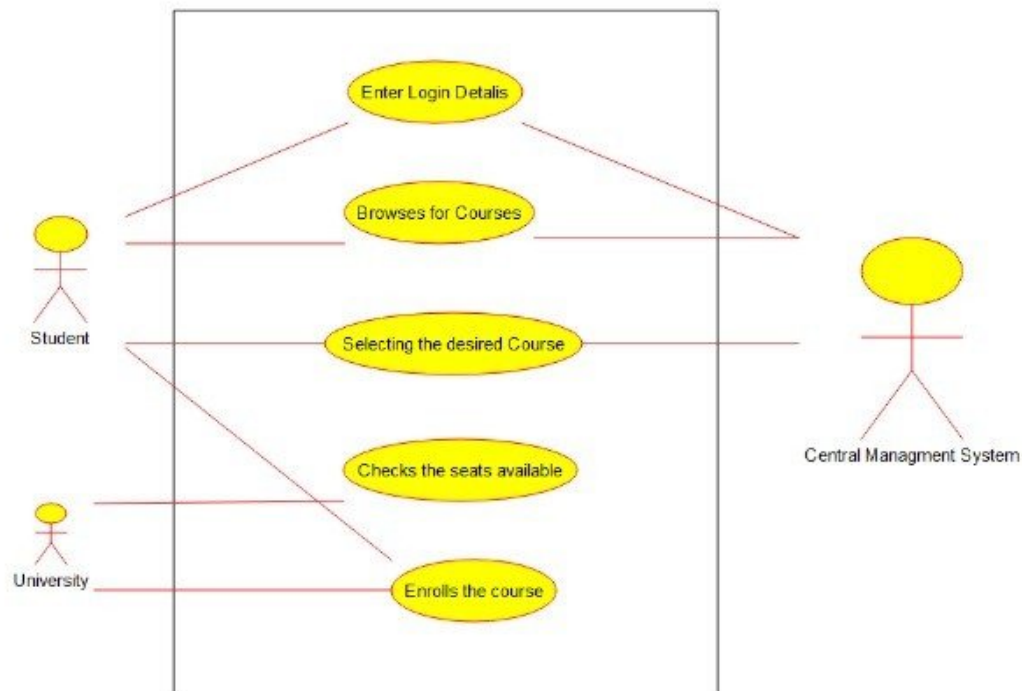 Enter Login Detalis
Browses for Courses
Student
Selecting the desired Course
Central Managment System
Checks the seats available
University
Enrolls the course